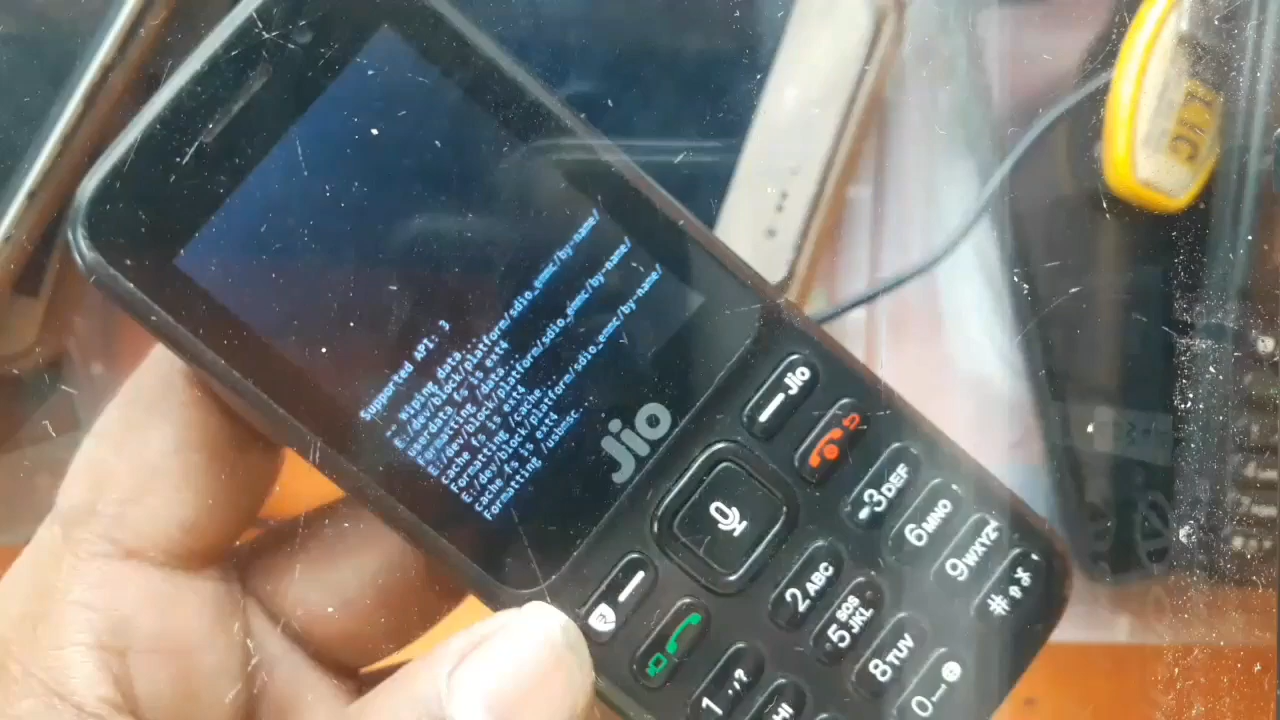 Supported API: 3
-- Wiping data...
E:/dev/block/platform/sdio_emmc/by-name/
userdata fs is ext4
Formatting /data...
E:/dev/block/platform/sdio_emmc/by-name/
cache fs is ext4
Formatting /cache...
E:/dev/block/platform/sdio_emmc/by-name/
cache fs is ext4
Formatting /usbmsc.
Jio
Jio
3DEF
6MNO
9WXYZ
#
2ABC
5JKL
SOS
8TUV
0
1